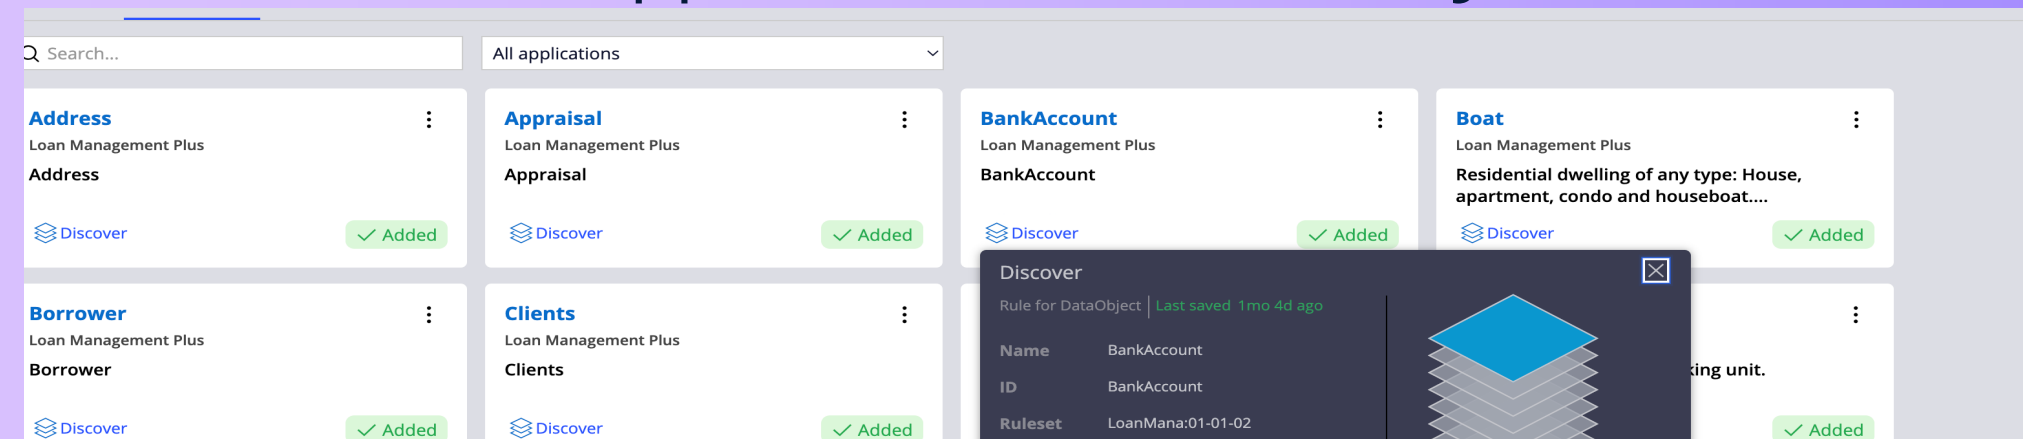 Search...
All applications
Address
Loan Management Plus
Address
Discover
Added
Appraisal
Loan Management Plus
Appraisal
Discover
Added
BankAccount
Loan Management Plus
BankAccount
Discover
Added
Boat
Loan Management Plus
Residential dwelling of any type: House,
apartment, condo and houseboat....
Discover
Added
Borrower
Loan Management Plus
Borrower
Discover
Added
Clients
Loan Management Plus
Clients
Discover
Added
Discover
Rule for DataObject | Last saved 1mo 4d ago
Name BankAccount
ID BankAccount
Ruleset LoanMana:01-01-02
unit.
Added